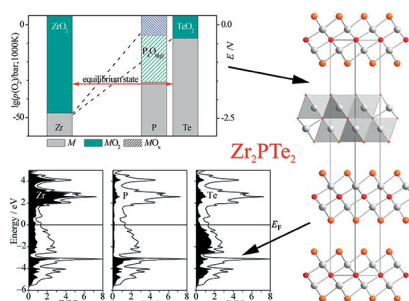 lg[p(O2)/bar;1000K]
0
-50
ZrO2
P4O6(g)
TeO2
equilibrium state
Zr
P
Te
0.0
-2.5
E /V
M
MO2
MOx
Zr2PTe2
Energy / eV
4
2
0
-2
-4
-6
Zr
P
Te
EF
0
2
4
6
8
0
2
4
6
8
0
2
4
6
8